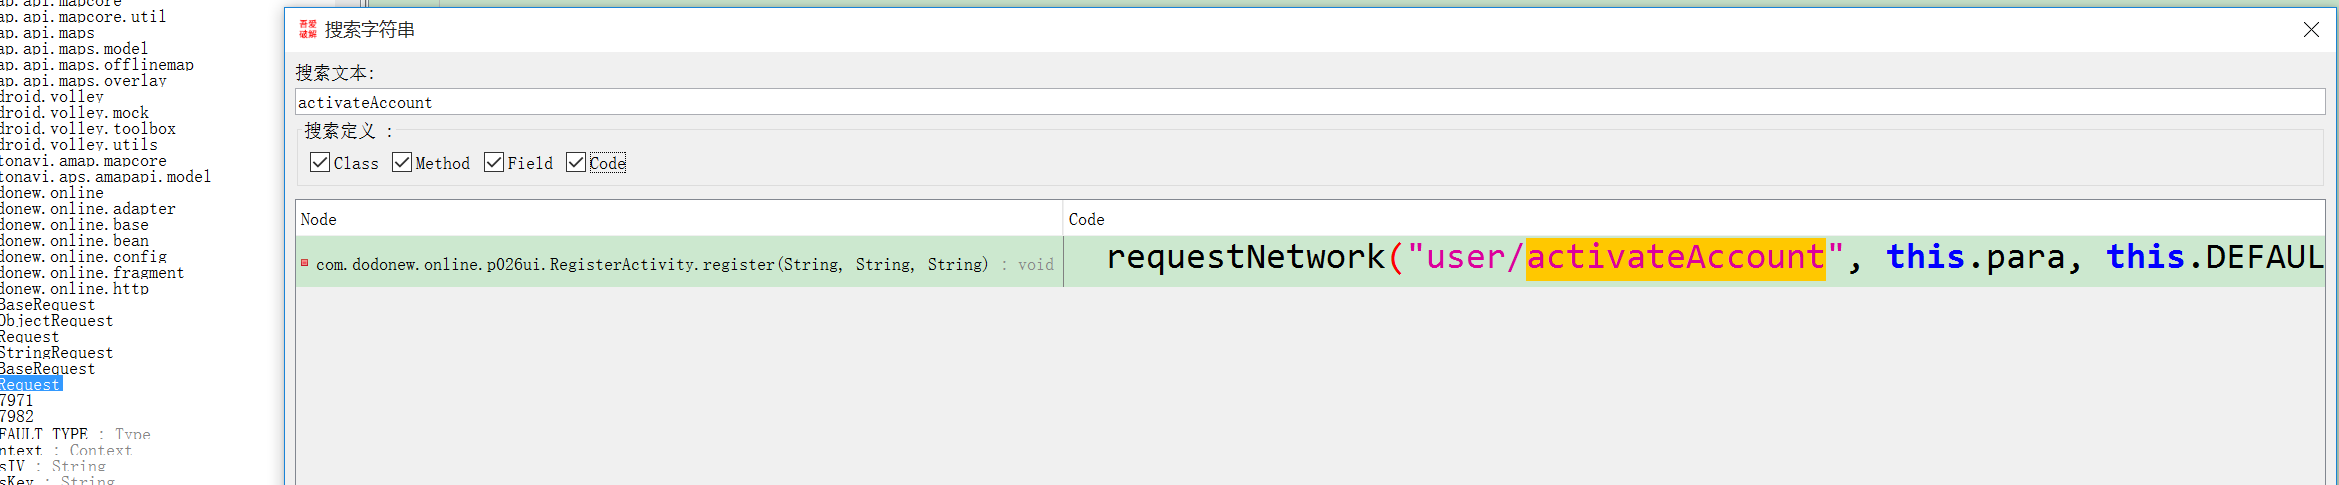 ap.api.mapcore
ap.api.mapcore.util
ap.api.maps
ap.api.maps.model
ap.api.maps.offlinemap
ap.api.maps.overlay
droid.volley
droid.volley.mock
droid.volley.toolbox
droid.volley.utils
tonavi.amap.mapcore
tonavi.aps.amapapi.model
donew.online
donew.online.adapter
donew.online.base
donew.online.bean
donew.online.config
donew.online.fragment
donew.online.http
BaseRequest
ObjectRequest
Request
StringRequest
BaseRequest
Request
7971
7982
FAULT_TYPE : Type
ntext : Context
sIV : String
sKey : String
吾爱
破解
搜索字符串
搜索文本:
activateAccount
搜索定义 :
Class Method Field Code
Node Code
com.dodonew.online.p026ui.RegisterActivity.register(String, String, String) : void requestNetwork("user/activateAccount", this.para, this.DEFAUL